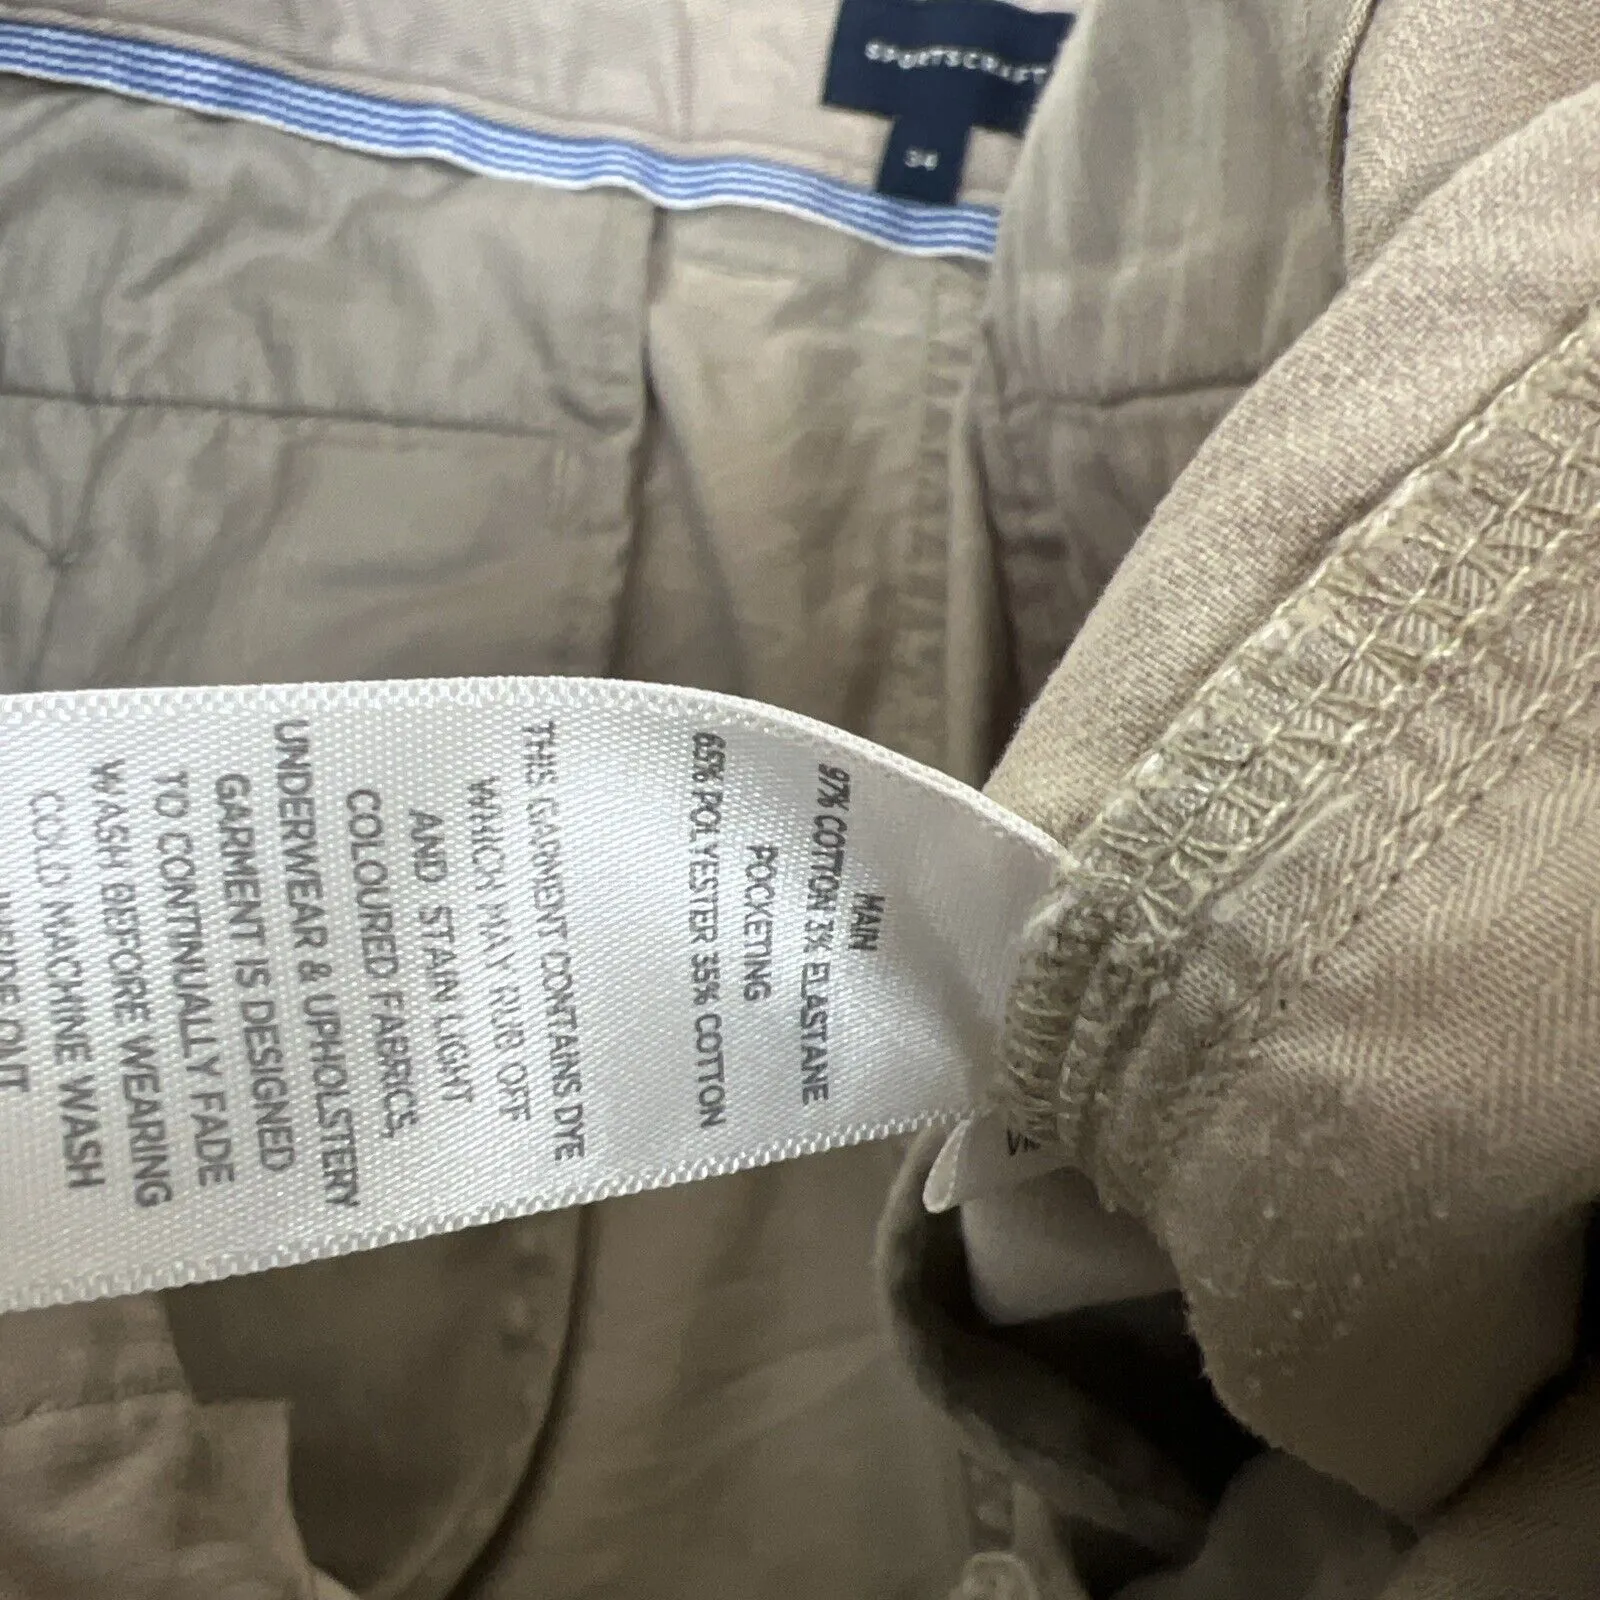 SPORTSCRAFT
34
MAIN
97% COTTON 3% ELASTANE
POCKETING
65% POLYESTER 35% COTTON
THIS GARMENT CONTAINS DYE
WHICH MAY RUB OFF
AND STAIN LIGHT
COLOURED FABRICS,
UNDERWEAR & UPHOLSTERY
GARMENT IS DESIGNED
TO CONTINUALLY FADE
WASH BEFORE WEARING
COLD MACHINE WASH
INSIDE OUT